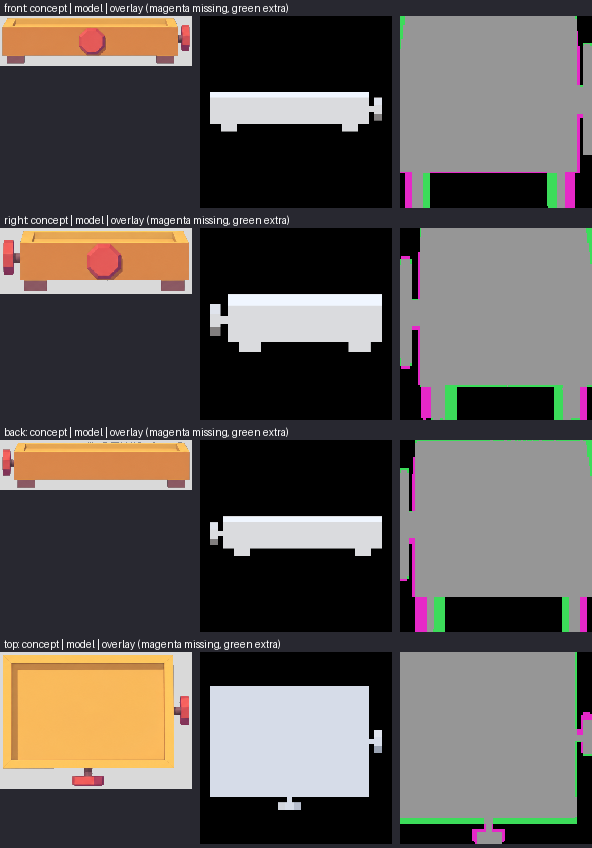 front: concept | model | overlay (magenta missing, green extra)
right: concept | model | overlay (magenta missing, green extra)
back: concept | model | overlay (magenta missing, green extra)
top: concept | model | overlay (magenta missing, green extra)